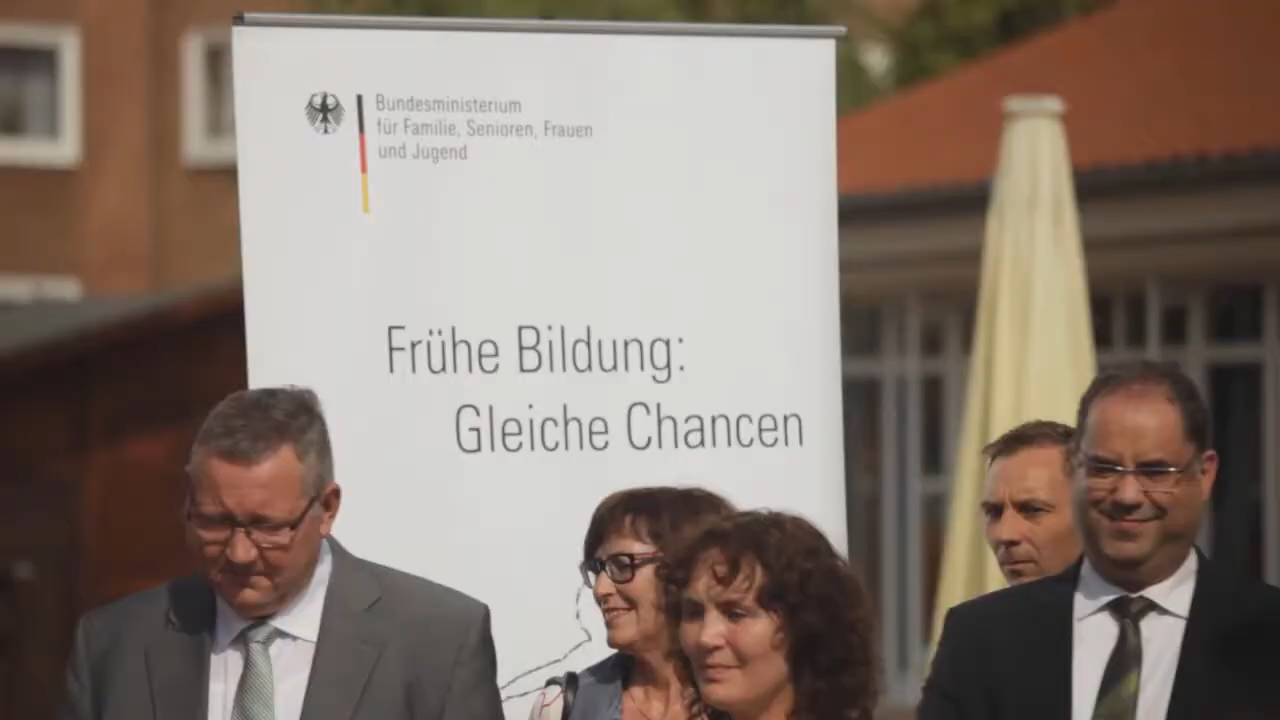 Bundesministerium
für Familie, Senioren, Frauen
und Jugend
Frühe Bildung:
Gleiche Chancen